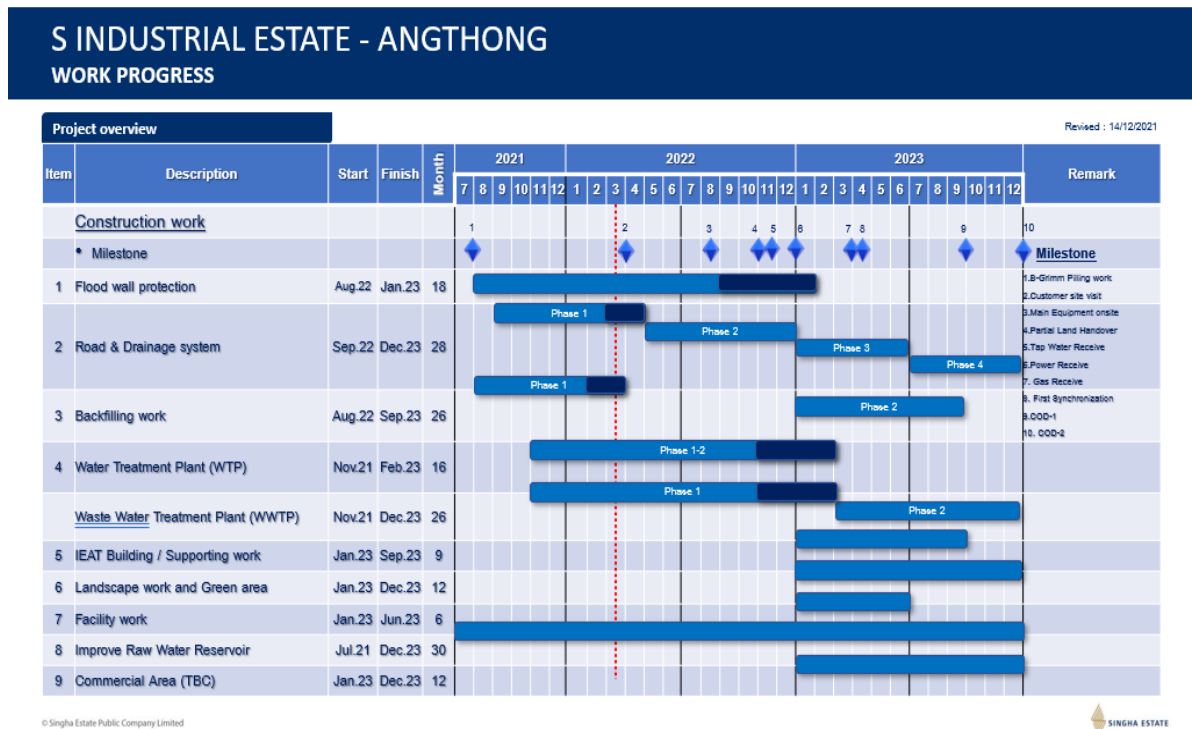 S INDUSTRIAL ESTATE - ANGTHONG
WORK PROGRESS
Project overview
Revised : 14/12/2021
Item Description Start Finish Month 2021 2022 2023 Remark
7 8 9 10 11 12 1 2 3 4 5 6 7 8 9 10 11 12 1 2 3 4 5 6 7 8 9 10 11 12
Construction work
1 2 3 4 5 6 7 8 9 10
• Milestone
Milestone
1 Flood wall protection Aug.22 Jan.23 18
1.B-Grimm Piling work
2.Customer site visit
3.Main Equipment onsite
4.Partial Land Handover
5.Tap Water Receive
6.Power Receive
7. Gas Receive
8. First Synchronization
9.COD-1
10. COD-2
Phase 1
Phase 2
2 Road & Drainage system Sep.22 Dec.23 28
Phase 3
Phase 4
Phase 1
Phase 2
3 Backfilling work Aug.22 Sep.23 26
Phase 1-2
4 Water Treatment Plant (WTP) Nov.21 Feb.23 16
Phase 1
Phase 2
Waste Water Treatment Plant (WWTP) Nov.21 Dec.23 26
5 IEAT Building / Supporting work Jan.23 Sep.23 9
6 Landscape work and Green area Jan.23 Dec.23 12
7 Facility work Jan.23 Jun.23 6
8 Improve Raw Water Reservoir Jul.21 Dec.23 30
9 Commercial Area (TBC) Jan.23 Dec.23 12
© Singha Estate Public Company Limited
SINGHA ESTATE